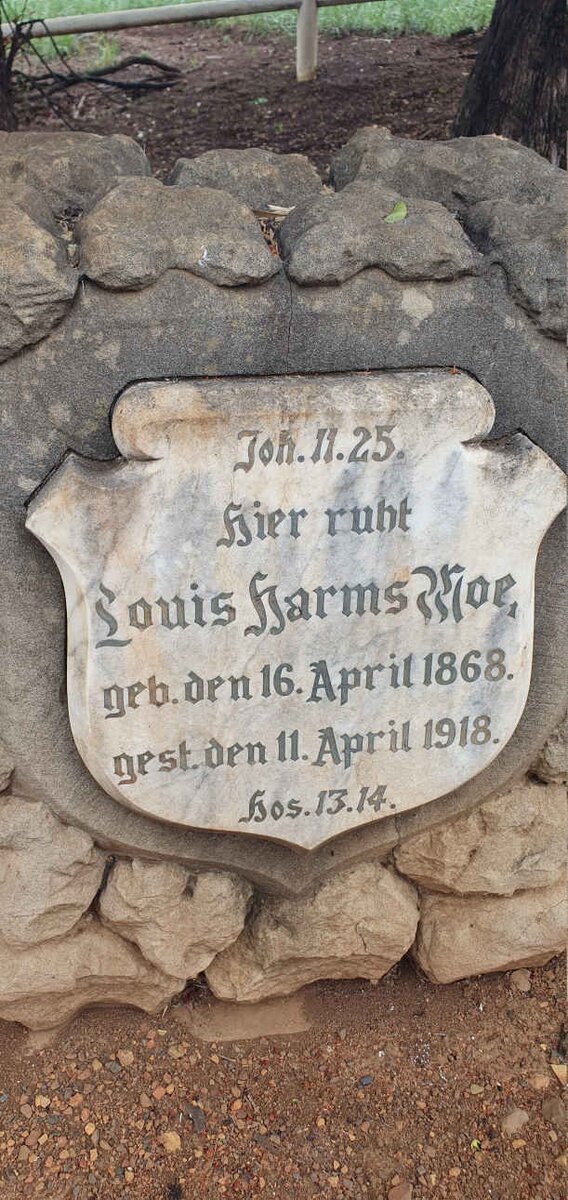 Joh. 11. 25.
Hier ruht
Louis Harms Moe,
geb. den 16. April 1868.
gest. den 11. April 1918.
Hos. 13. 14.